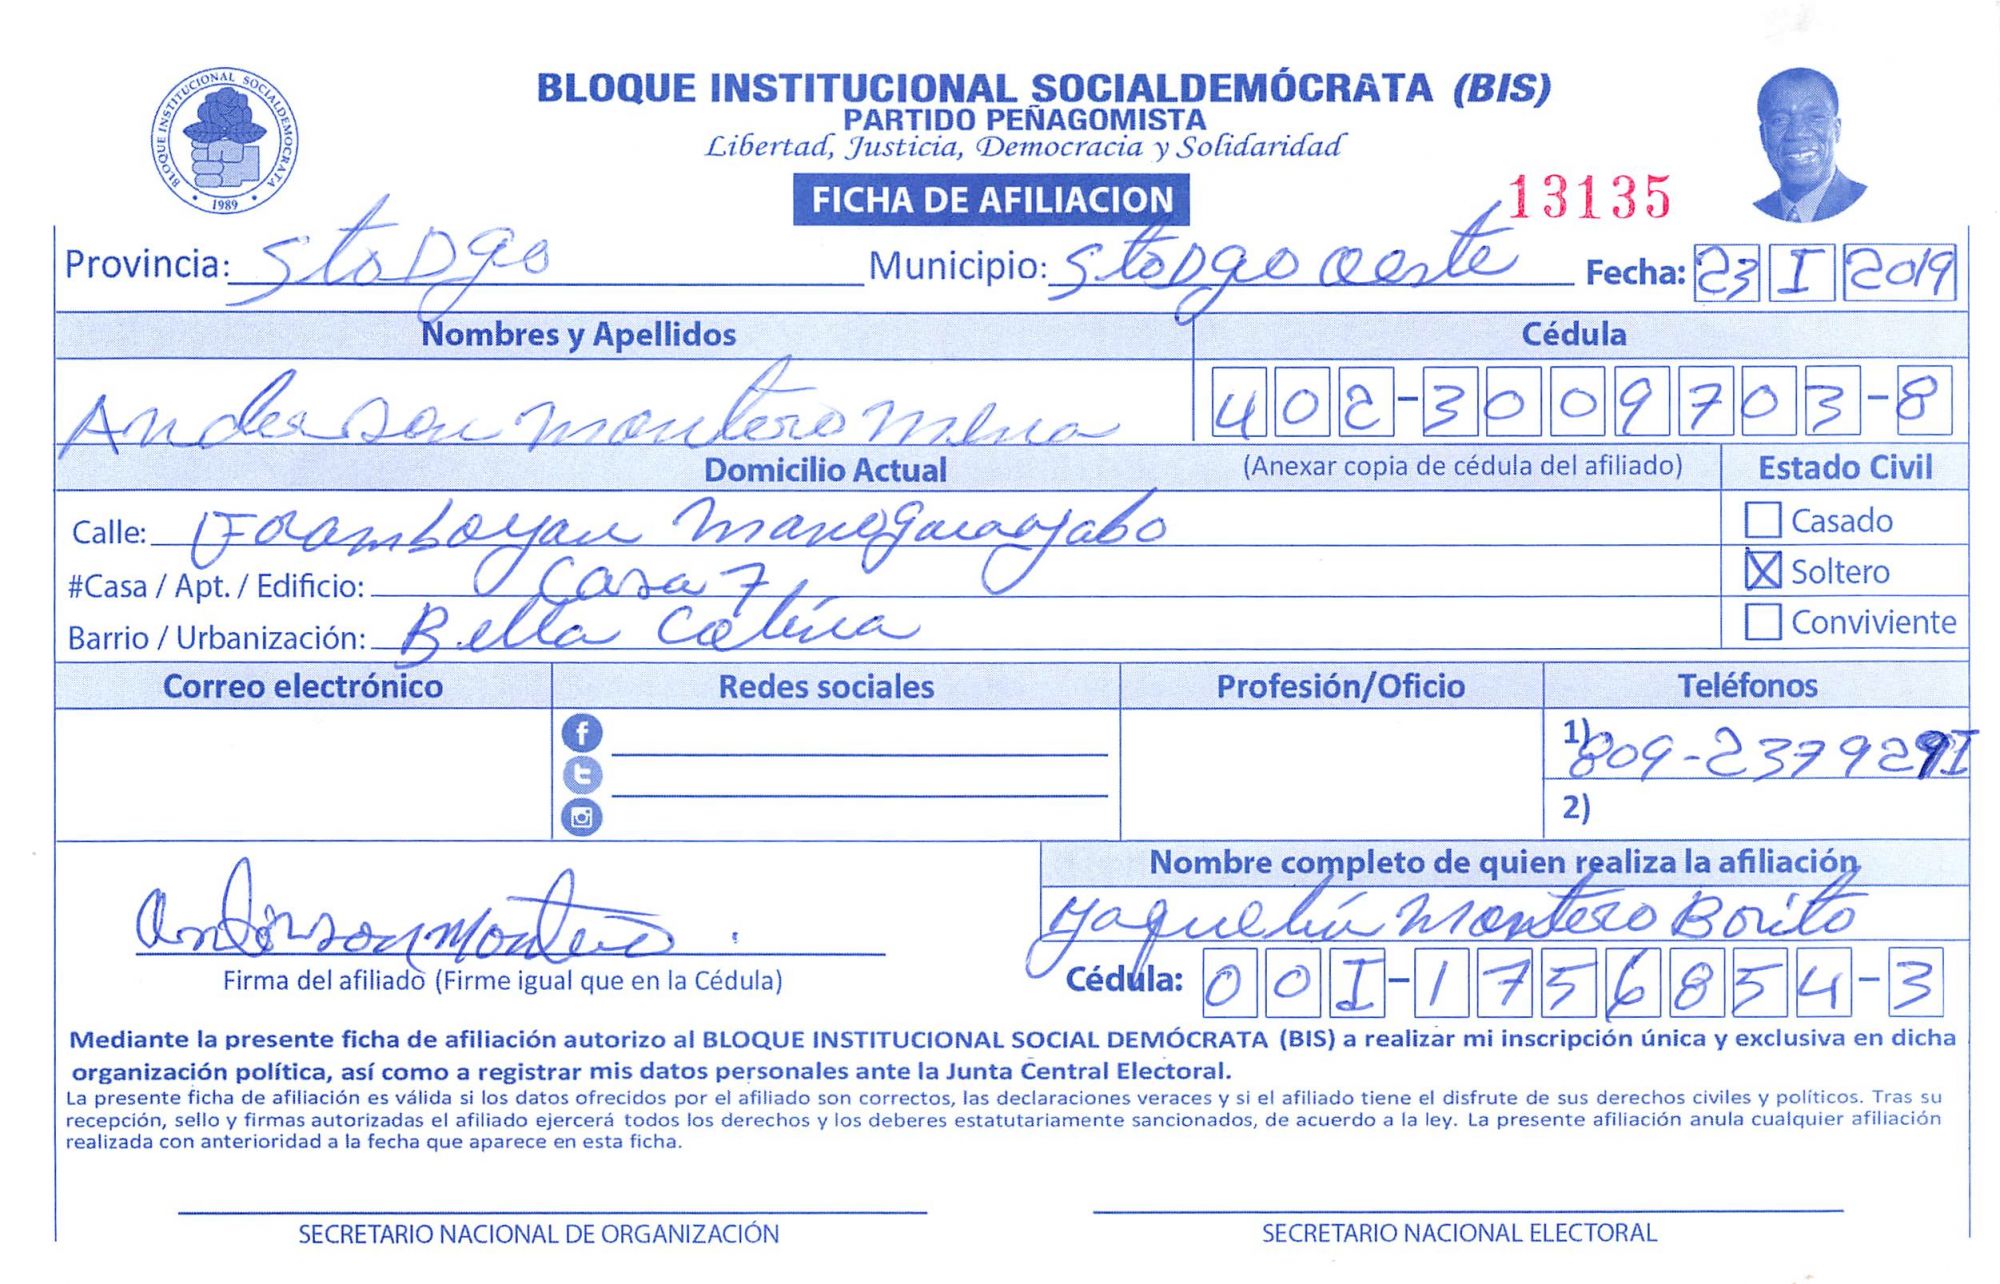 BLOQUE INSTITUCIONAL SOCIALDEMÓCRATA (BIS)
PARTIDO PEÑAGOMISTA
Libertad, Justicia, Democracia y Solidaridad
BLOQUE INSTITUCIONAL SOCIALDEMOCRATA
1989
FICHA DE AFILIACION
13135
Provincia: Sto Dgo Municipio: Sto Dgo oeste Fecha: 23 I 2019
Nombres y Apellidos Cédula
Anderson montero mena 402-3009703-8
Domicilio Actual (Anexar copia de cédula del afiliado) Estado Civil
Calle: Framboyan manoguayabo Casado
#Casa / Apt. / Edificio: Casa 7 Soltero
Barrio / Urbanización: Bella Colina Conviviente
Correo electrónico Redes sociales Profesión/Oficio Teléfonos
1) 809-237929I
2)
Nombre completo de quien realiza la afiliación
Yaquelin Montero Borito
Firma del afiliado (Firme igual que en la Cédula) Cédula: 00I-1756854-3
Mediante la presente ficha de afiliación autorizo al BLOQUE INSTITUCIONAL SOCIAL DEMÓCRATA (BIS) a realizar mi inscripción única y exclusiva en dicha
organización política, así como a registrar mis datos personales ante la Junta Central Electoral.
La presente ficha de afiliación es válida si los datos ofrecidos por el afiliado son correctos, las declaraciones veraces y si el afiliado tiene el disfrute de sus derechos civiles y políticos. Tras su
recepción, sello y firmas autorizadas el afiliado ejercerá todos los derechos y los deberes estatutariamente sancionados, de acuerdo a la ley. La presente afiliación anula cualquier afiliación
realizada con anterioridad a la fecha que aparece en esta ficha.
SECRETARIO NACIONAL DE ORGANIZACIÓN SECRETARIO NACIONAL ELECTORAL